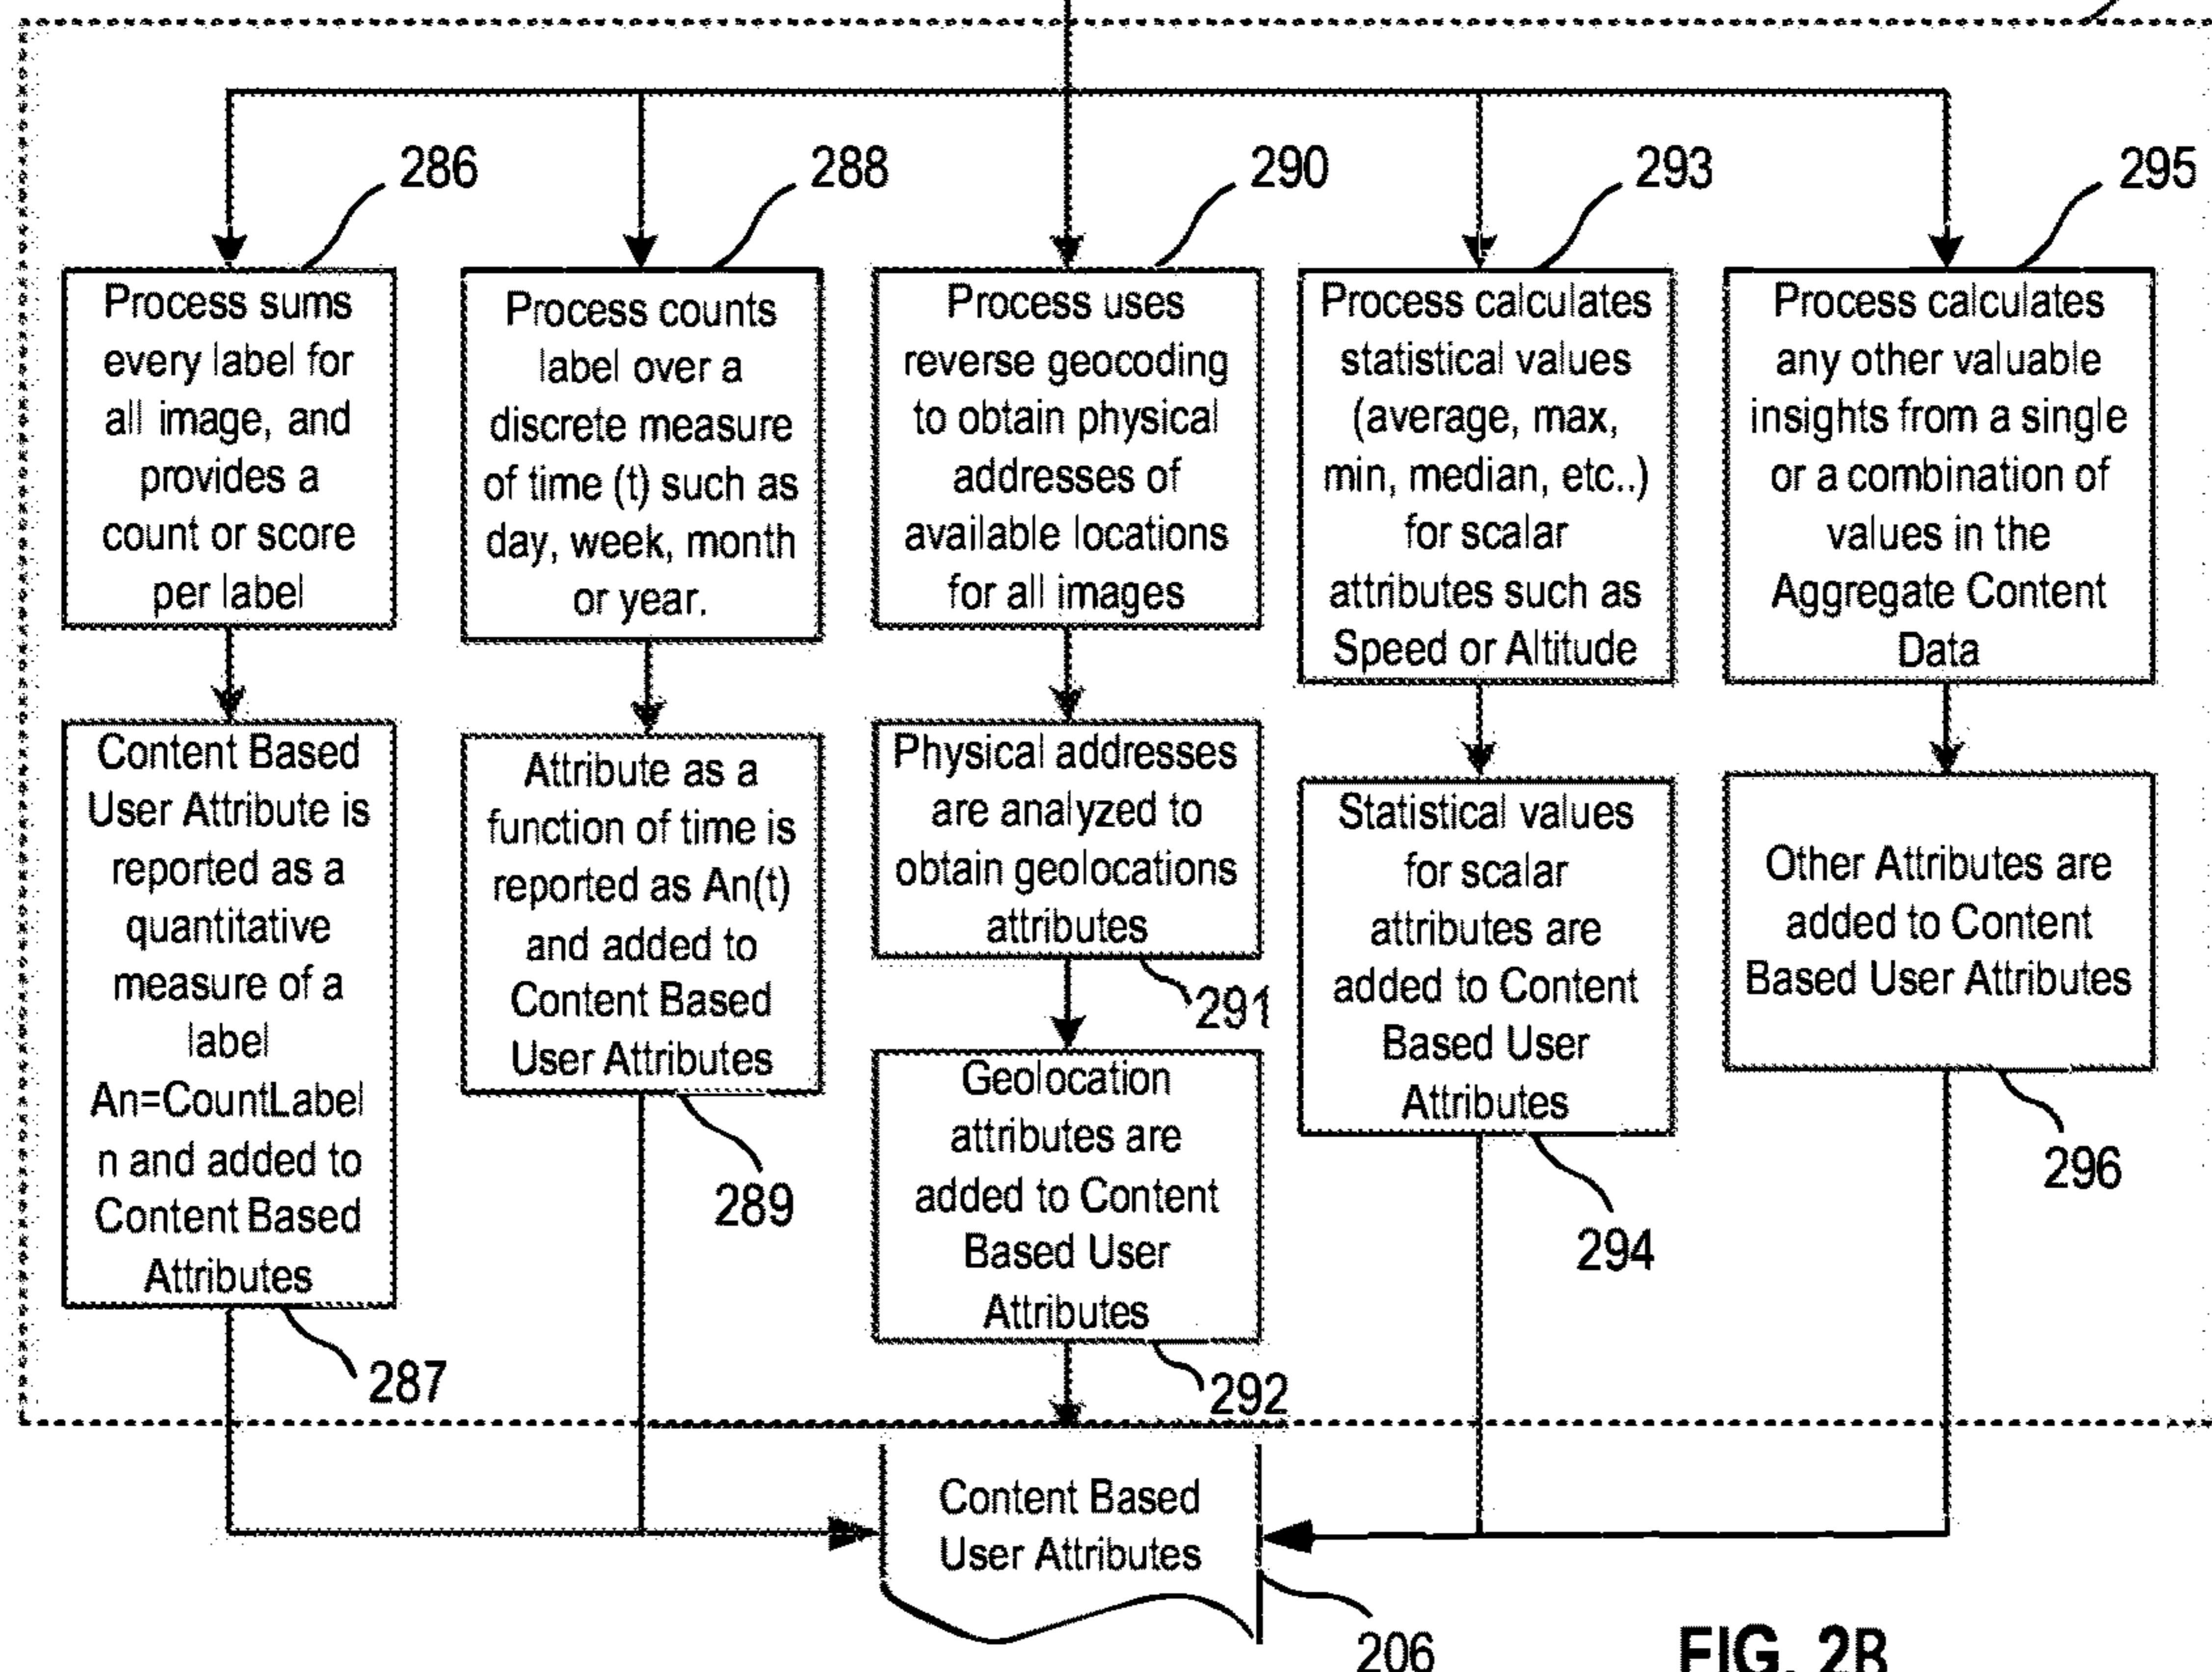 286
288
290
293
295
Process sums
every label for
all image, and
provides a
count or score
per label
Process counts
label over a
discrete measure
of time (t) such as
day, week, month
or year.
Process uses
reverse geocoding
to obtain physical
addresses of
available locations
for all images
Process calculates
statistical values
(average, max,
min, median, etc..)
for scalar
attributes such as
Speed or Altitude
Process calculates
any other valuable
insights from a single
or a combination of
values in the
Aggregate Content
Data
Content Based
User Attribute is
reported as a
quantitative
measure of a
label
An=CountLabel
n and added to
Content Based
Attributes
287
Attribute as a
function of time is
reported as An(t)
and added to
Content Based
User Attributes
289
Physical addresses
are analyzed to
obtain geolocations
attributes
291
Geolocation
attributes are
added to Content
Based User
Attributes
292
Statistical values
for scalar
attributes are
added to Content
Based User
Attributes
294
Other Attributes are
added to Content
Based User Attributes
296
Content Based
User Attributes
206
FIG. 2B